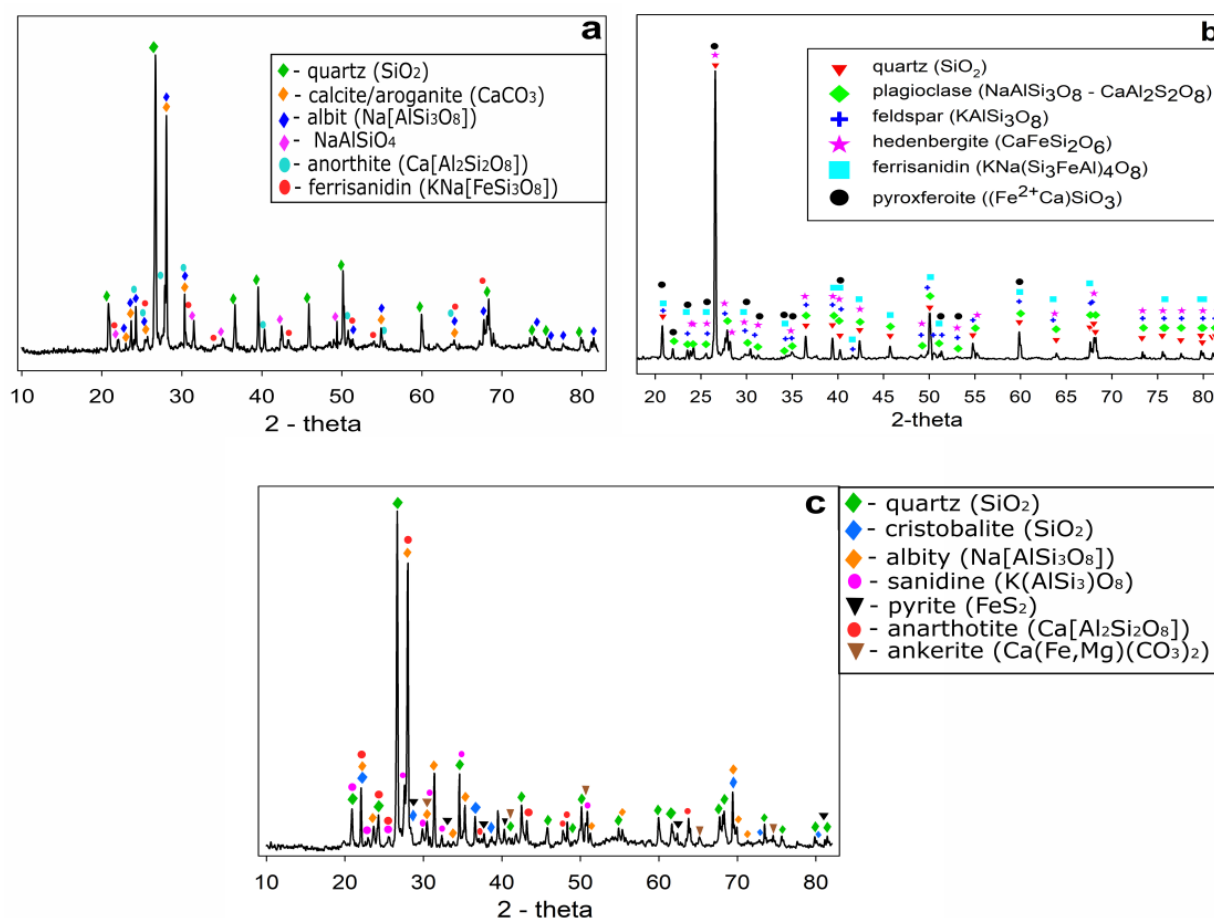 a
- quartz (SiO2)
- calcite/aroganite (CaCO3)
- albit (Na[AlSi3O8])
- NaAlSiO4
- anorthite (Ca[Al2Si2O8])
- ferrisanidin (KNa[FeSi3O8])
10 20 30 40 50 60 70 80
2 - theta
b
quartz (SiO2)
plagioclase (NaAlSi3O8 - CaAl2S2O8)
feldspar (KAlSi3O8)
hedenbergite (CaFeSi2O6)
ferrisanidin (KNa(Si3FeAl)4O8)
pyroxferoite ((Fe2+Ca)SiO3)
20 25 30 35 40 45 50 55 60 65 70 75 80
2-theta
c
- quartz (SiO2)
- cristobalite (SiO2)
- albity (Na[AlSi3O8])
- sanidine (K(AlSi3)O8)
- pyrite (FeS2)
- anarthotite (Ca[Al2Si2O8])
- ankerite (Ca(Fe,Mg)(CO3)2)
10 20 30 40 50 60 70 80
2 - theta